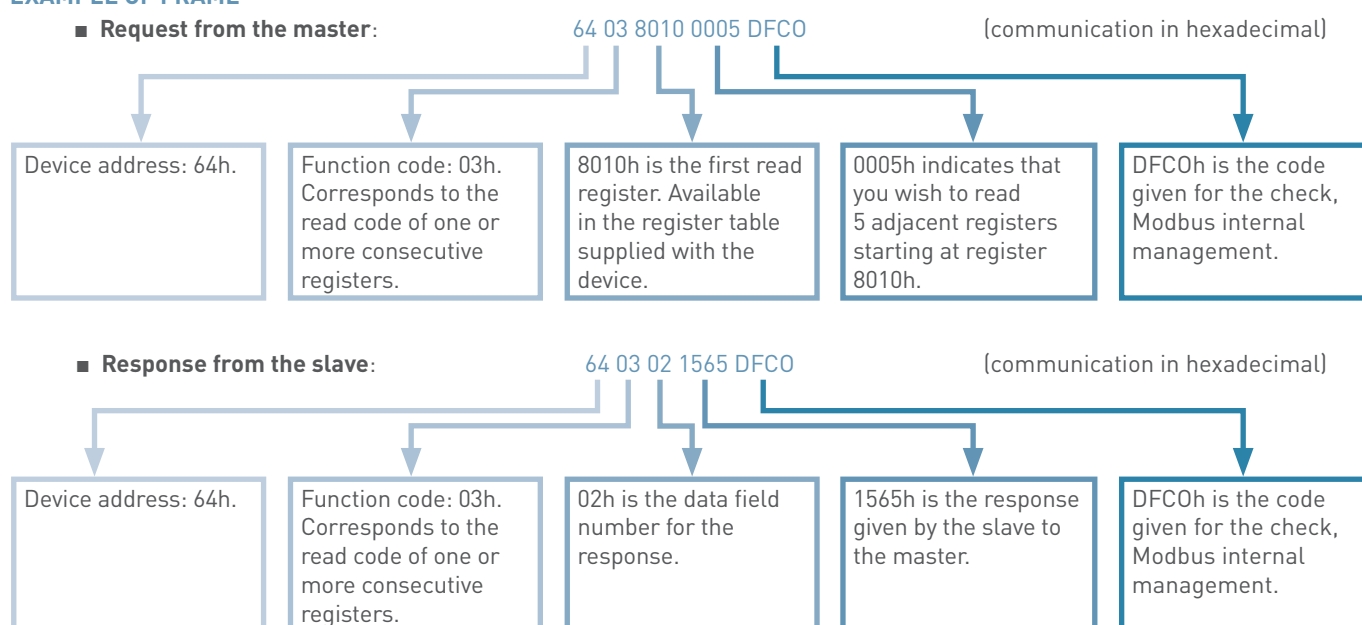 EXAMPLE OF FRAME
■ Request from the master: 64 03 8010 0005 DFCO (communication in hexadecimal)
Device address: 64h.
Function code: 03h.
Corresponds to the
read code of one or
more consecutive
registers.
8010h is the first read
register. Available
in the register table
supplied with the
device.
0005h indicates that
you wish to read
5 adjacent registers
starting at register
8010h.
DFCOh is the code
given for the check,
Modbus internal
management.
■ Response from the slave: 64 03 02 1565 DFCO (communication in hexadecimal)
Device address: 64h.
Function code: 03h.
Corresponds to the
read code of one or
more consecutive
registers.
02h is the data field
number for the
response.
1565h is the response
given by the slave to
the master.
DFCOh is the code
given for the check,
Modbus internal
management.